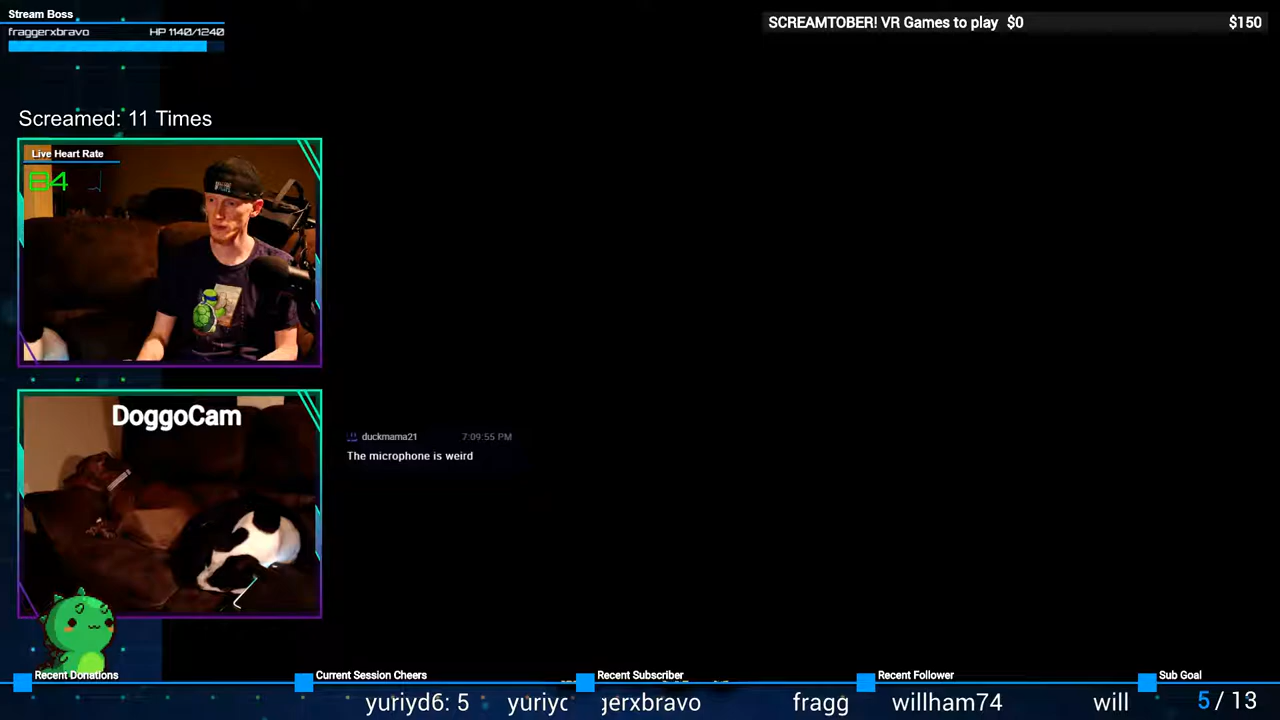 Stream Boss
fraggerxbravo HP 1140/1240
SCREAMTOBER! VR Games to play $0 $150
Screamed: 11 Times
Live Heart Rate
84
DoggoCam
duckmama21 7:09:55 PM
The microphone is weird
Recent Donations
Current Session Cheers
Recent Subscriber
Recent Follower
Sub Goal
yuriyd6: 5 yuriyc
gerxbravo fragg
willham74 will
5 / 13